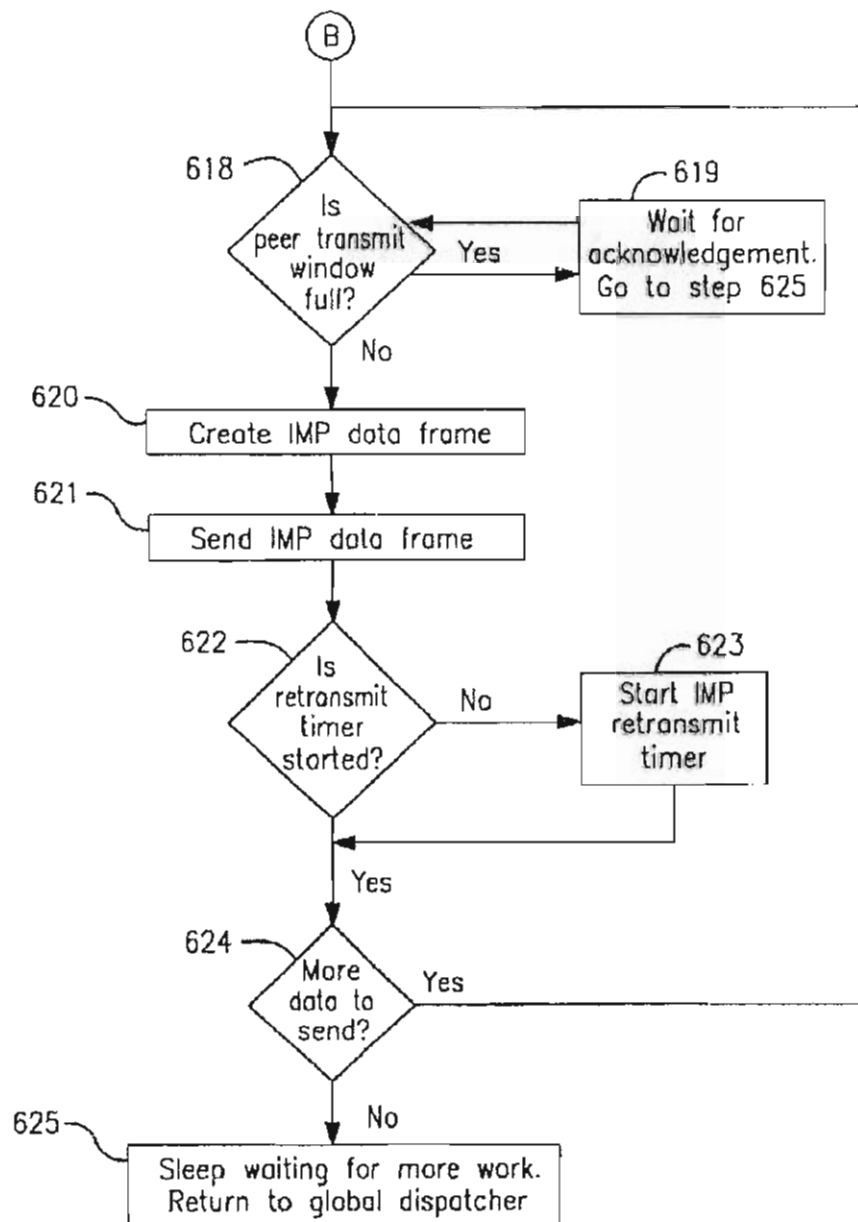 B
618
Is
peer transmit
window
full?
Yes
619
Wait for
acknowledgement.
Go to step 625
No
620
Create IMP data frame
621
Send IMP data frame
622
Is
retransmit
timer
started?
No
623
Start IMP
retransmit
timer
Yes
624
More
data to
send?
Yes
No
625
Sleep waiting for more work.
Return to global dispatcher